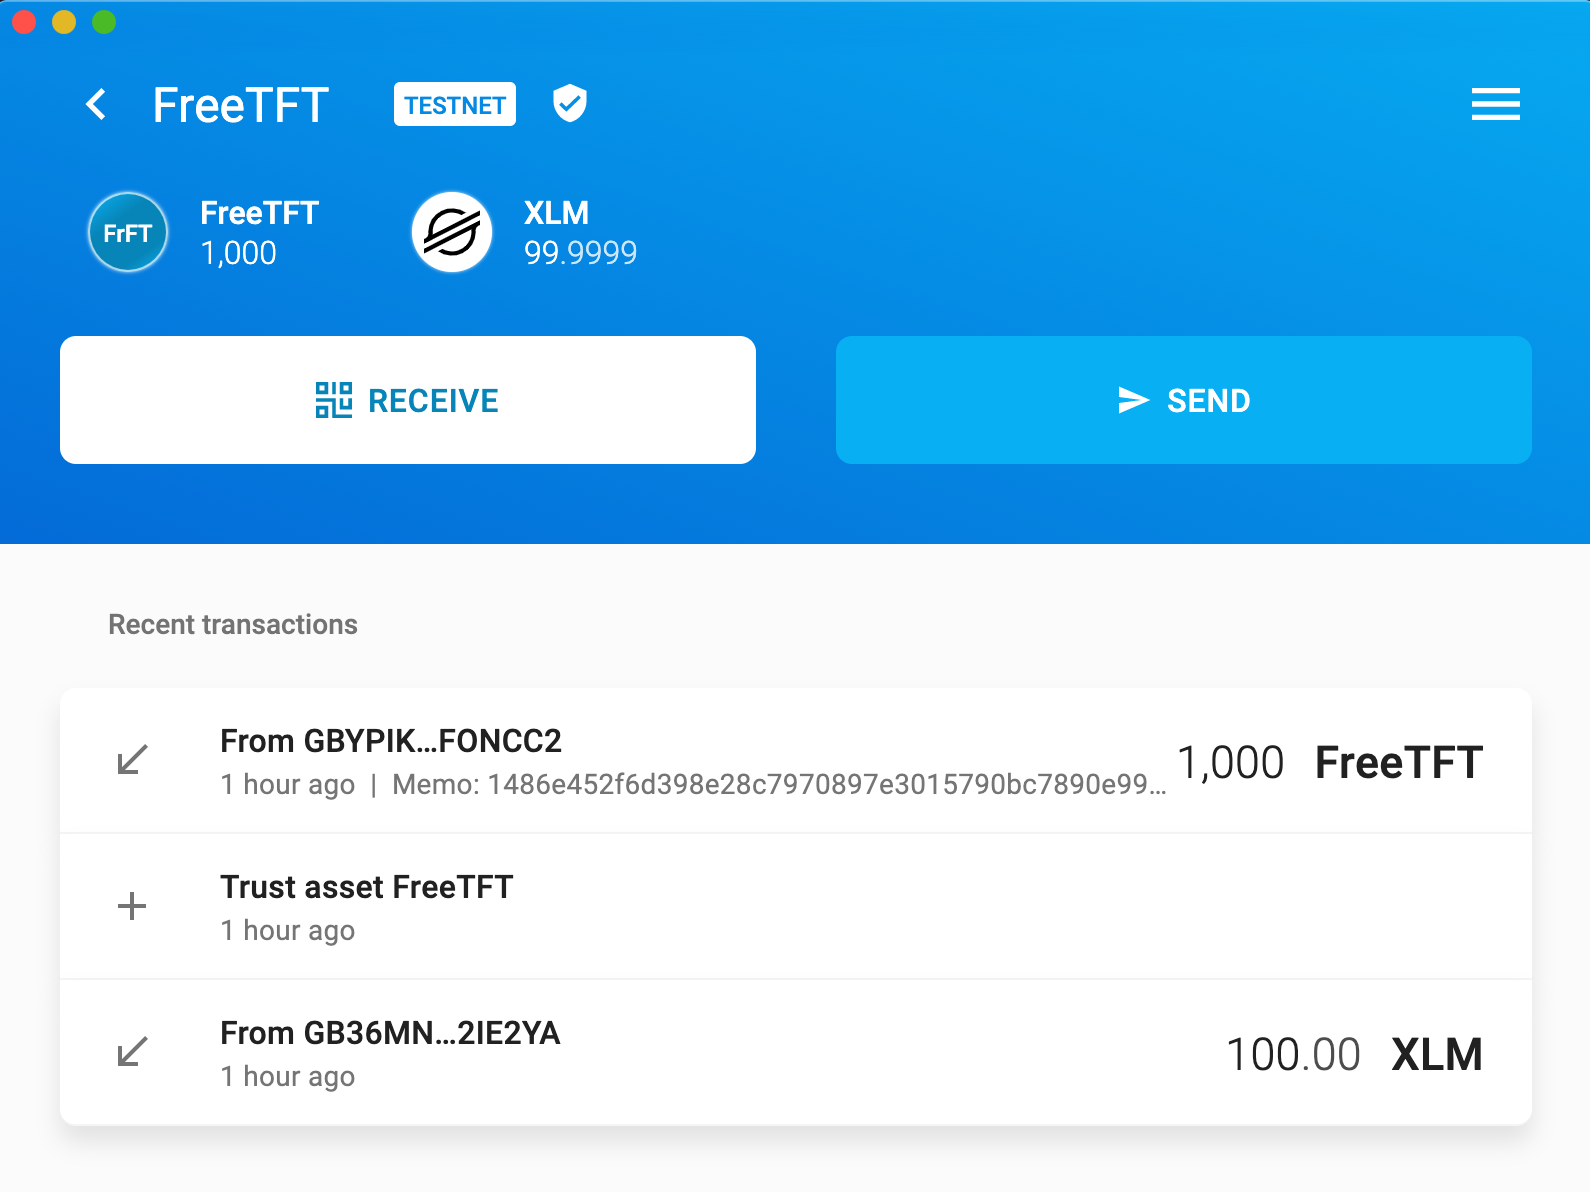 FreeTFT TESTNET
FrFT FreeTFT 1,000
XLM 99.9999
RECEIVE
SEND
Recent transactions
From GBYPIK...FONCC2
1 hour ago | Memo: 1486e452f6d398e28c7970897e3015790bc7890e99...
1,000 FreeTFT
Trust asset FreeTFT
1 hour ago
From GB36MN...2IE2YA
1 hour ago
100.00 XLM